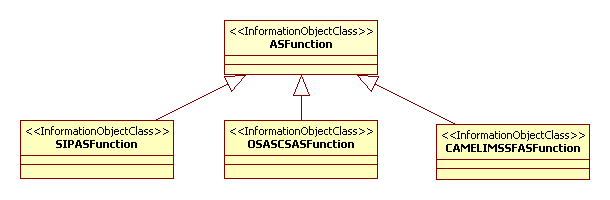 <<InformationObjectClass>>
ASFunction
<<InformationObjectClass>>
SIPASFunction
<<InformationObjectClass>>
OSASCSASFunction
<<InformationObjectClass>>
CAMELIMSSFASFunction